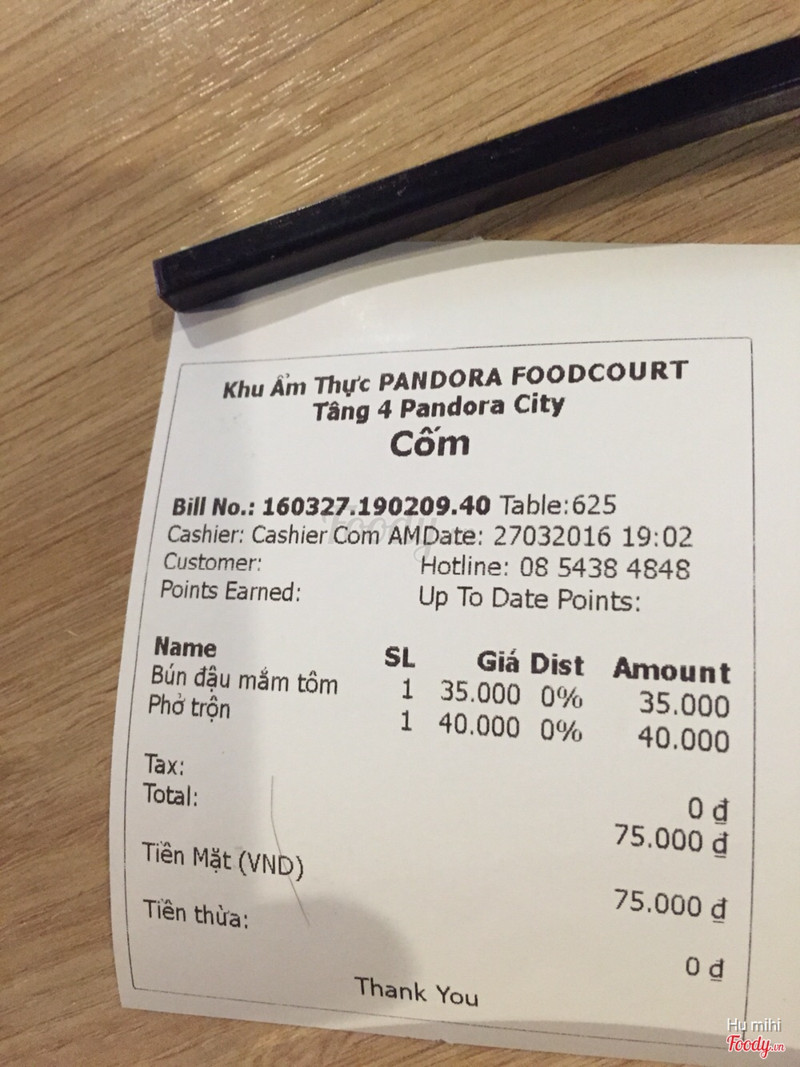 Khu Ẩm Thực PANDORA FOODCOURT
Tầng 4 Pandora City
Cốm
Bill No.: 160327.190209.40 Table:625
Cashier: Cashier Com AMDate: 27032016 19:02
Customer: Hotline: 08 5438 4848
Points Earned: Up To Date Points:
Name SL Giá Dist Amount
Bún đậu mắm tôm 1 35.000 0% 35.000
Phở trộn 1 40.000 0% 40.000
Tax: 0 ₫
Total: 75.000 ₫
Tiền Mặt (VND) 75.000 ₫
Tiền thừa: 0 ₫
Thank You
Foody
Hu mihi
Foody.vn